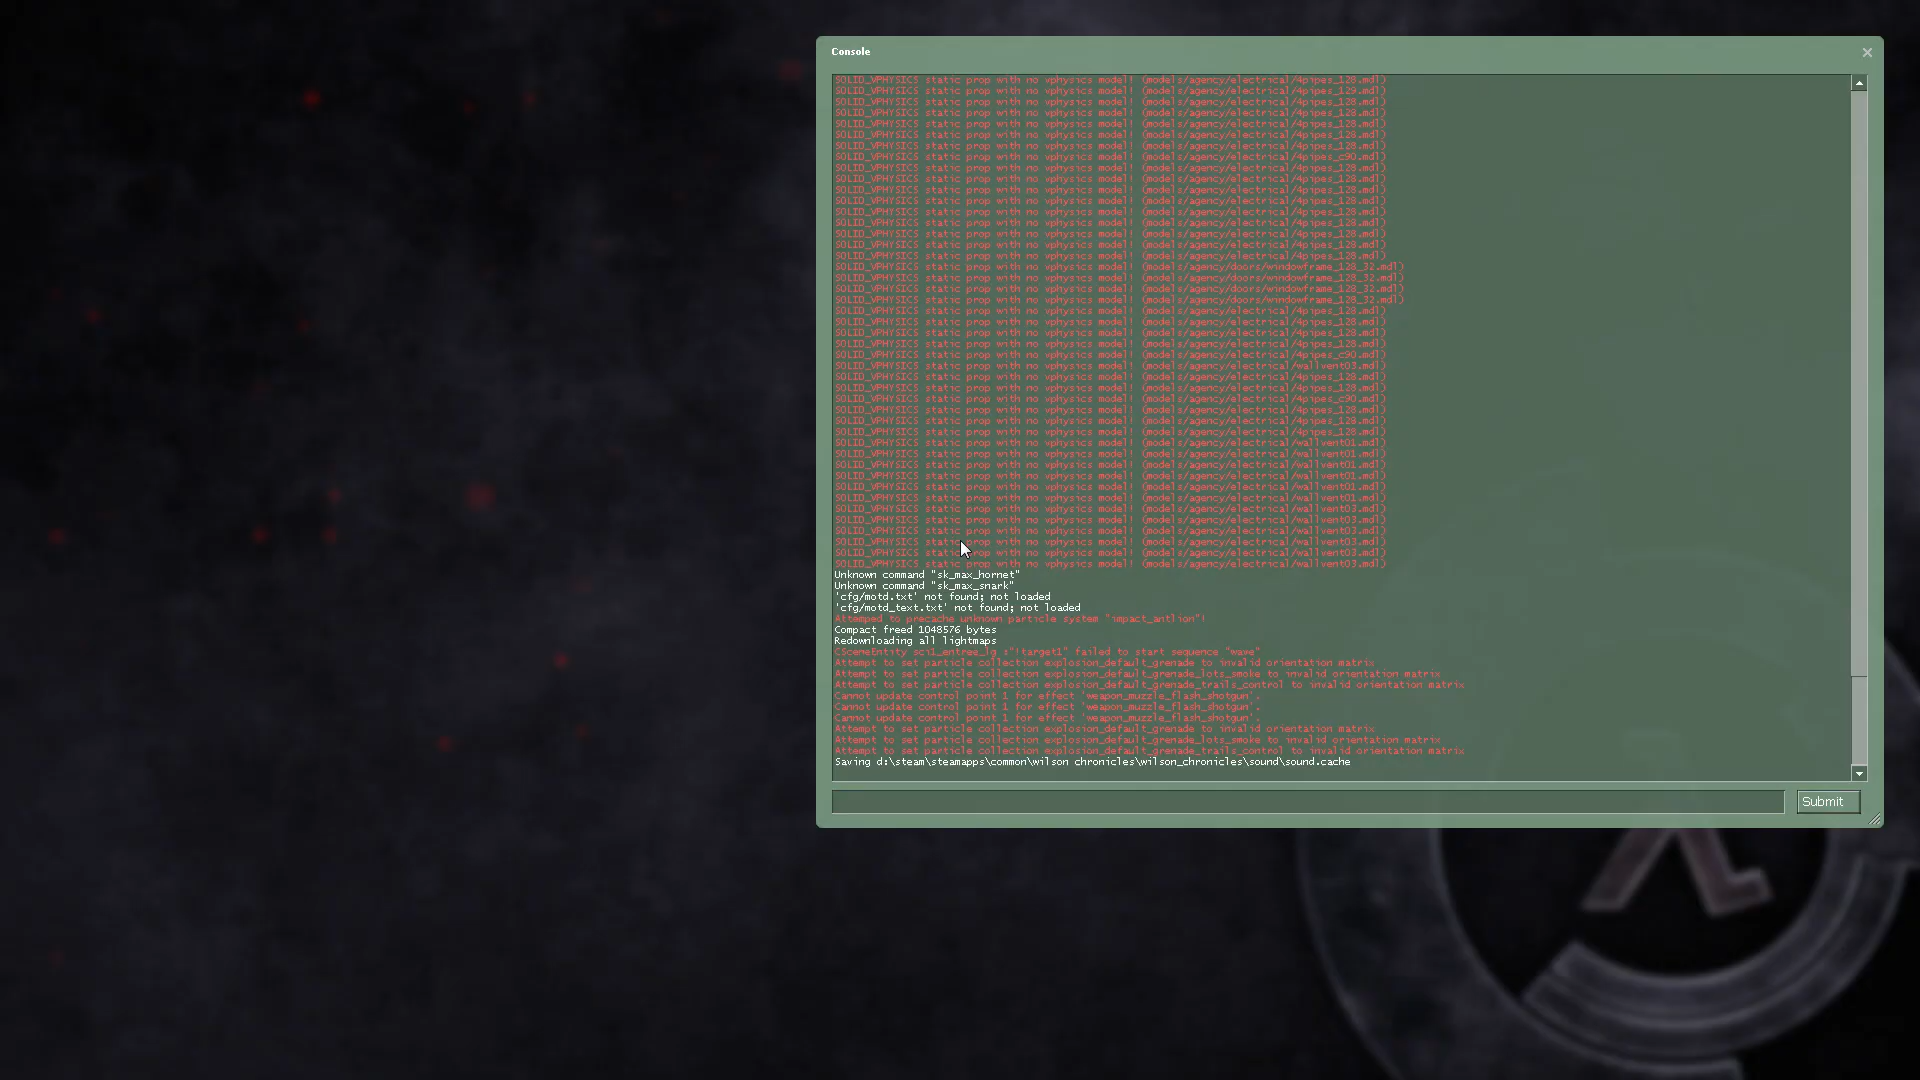 Console
SOLID_VPHYSICS static prop with no vphysics model! (models/agency/electrical/4pipes_128.mdl)
SOLID_VPHYSICS static prop with no vphysics model! (models/agency/electrical/4pipes_129.mdl)
SOLID_VPHYSICS static prop with no vphysics model! (models/agency/electrical/4pipes_128.mdl)
SOLID_VPHYSICS static prop with no vphysics model! (models/agency/electrical/4pipes_128.mdl)
SOLID_VPHYSICS static prop with no vphysics model! (models/agency/electrical/4pipes_128.mdl)
SOLID_VPHYSICS static prop with no vphysics model! (models/agency/electrical/4pipes_128.mdl)
SOLID_VPHYSICS static prop with no vphysics model! (models/agency/electrical/4pipes_128.mdl)
SOLID_VPHYSICS static prop with no vphysics model! (models/agency/electrical/4pipes_c90.mdl)
SOLID_VPHYSICS static prop with no vphysics model! (models/agency/electrical/4pipes_128.mdl)
SOLID_VPHYSICS static prop with no vphysics model! (models/agency/electrical/4pipes_128.mdl)
SOLID_VPHYSICS static prop with no vphysics model! (models/agency/electrical/4pipes_128.mdl)
SOLID_VPHYSICS static prop with no vphysics model! (models/agency/electrical/4pipes_128.mdl)
SOLID_VPHYSICS static prop with no vphysics model! (models/agency/electrical/4pipes_128.mdl)
SOLID_VPHYSICS static prop with no vphysics model! (models/agency/electrical/4pipes_128.mdl)
SOLID_VPHYSICS static prop with no vphysics model! (models/agency/electrical/4pipes_128.mdl)
SOLID_VPHYSICS static prop with no vphysics model! (models/agency/electrical/4pipes_128.mdl)
SOLID_VPHYSICS static prop with no vphysics model! (models/agency/electrical/4pipes_128.mdl)
SOLID_VPHYSICS static prop with no vphysics model! (models/agency/doors/windowframe_128_32.mdl)
SOLID_VPHYSICS static prop with no vphysics model! (models/agency/doors/windowframe_128_32.mdl)
SOLID_VPHYSICS static prop with no vphysics model! (models/agency/doors/windowframe_128_32.mdl)
SOLID_VPHYSICS static prop with no vphysics model! (models/agency/doors/windowframe_128_32.mdl)
SOLID_VPHYSICS static prop with no vphysics model! (models/agency/electrical/4pipes_128.mdl)
SOLID_VPHYSICS static prop with no vphysics model! (models/agency/electrical/4pipes_128.mdl)
SOLID_VPHYSICS static prop with no vphysics model! (models/agency/electrical/4pipes_128.mdl)
SOLID_VPHYSICS static prop with no vphysics model! (models/agency/electrical/4pipes_128.mdl)
SOLID_VPHYSICS static prop with no vphysics model! (models/agency/electrical/4pipes_c90.mdl)
SOLID_VPHYSICS static prop with no vphysics model! (models/agency/electrical/wallvent03.mdl)
SOLID_VPHYSICS static prop with no vphysics model! (models/agency/electrical/4pipes_128.mdl)
SOLID_VPHYSICS static prop with no vphysics model! (models/agency/electrical/4pipes_128.mdl)
SOLID_VPHYSICS static prop with no vphysics model! (models/agency/electrical/4pipes_c90.mdl)
SOLID_VPHYSICS static prop with no vphysics model! (models/agency/electrical/4pipes_128.mdl)
SOLID_VPHYSICS static prop with no vphysics model! (models/agency/electrical/4pipes_128.mdl)
SOLID_VPHYSICS static prop with no vphysics model! (models/agency/electrical/4pipes_128.mdl)
SOLID_VPHYSICS static prop with no vphysics model! (models/agency/electrical/wallvent01.mdl)
SOLID_VPHYSICS static prop with no vphysics model! (models/agency/electrical/wallvent01.mdl)
SOLID_VPHYSICS static prop with no vphysics model! (models/agency/electrical/wallvent01.mdl)
SOLID_VPHYSICS static prop with no vphysics model! (models/agency/electrical/wallvent01.mdl)
SOLID_VPHYSICS static prop with no vphysics model! (models/agency/electrical/wallvent01.mdl)
SOLID_VPHYSICS static prop with no vphysics model! (models/agency/electrical/wallvent01.mdl)
SOLID_VPHYSICS static prop with no vphysics model! (models/agency/electrical/wallvent03.mdl)
SOLID_VPHYSICS static prop with no vphysics model! (models/agency/electrical/wallvent03.mdl)
SOLID_VPHYSICS static prop with no vphysics model! (models/agency/electrical/wallvent03.mdl)
SOLID_VPHYSICS static prop with no vphysics model! (models/agency/electrical/wallvent03.mdl)
SOLID_VPHYSICS static prop with no vphysics model! (models/agency/electrical/wallvent03.mdl)
SOLID_VPHYSICS static prop with no vphysics model! (models/agency/electrical/wallvent03.mdl)
Unknown command "sk_max_hornet"
Unknown command "sk_max_snark"
'cfg/motd.txt' not found; not loaded
'cfg/motd_text.txt' not found; not loaded
Attemped to precache unknown particle system "impact_antlion"!
Compact freed 1048576 bytes
Redownloading all lightmaps
CSceneEntity sci1_entree_lg :"!target1" failed to start sequence "wave"
Attempt to set particle collection explosion_default_grenade to invalid orientation matrix
Attempt to set particle collection explosion_default_grenade_lots_smoke to invalid orientation matrix
Attempt to set particle collection explosion_default_grenade_trails_control to invalid orientation matrix
Cannot update control point 1 for effect 'weapon_muzzle_flash_shotgun'.
Cannot update control point 1 for effect 'weapon_muzzle_flash_shotgun'.
Cannot update control point 1 for effect 'weapon_muzzle_flash_shotgun'.
Attempt to set particle collection explosion_default_grenade to invalid orientation matrix
Attempt to set particle collection explosion_default_grenade_lots_smoke to invalid orientation matrix
Attempt to set particle collection explosion_default_grenade_trails_control to invalid orientation matrix
Saving d:\steam\steamapps\common\wilson chronicles\wilson_chronicles\sound\sound.cache
Submit